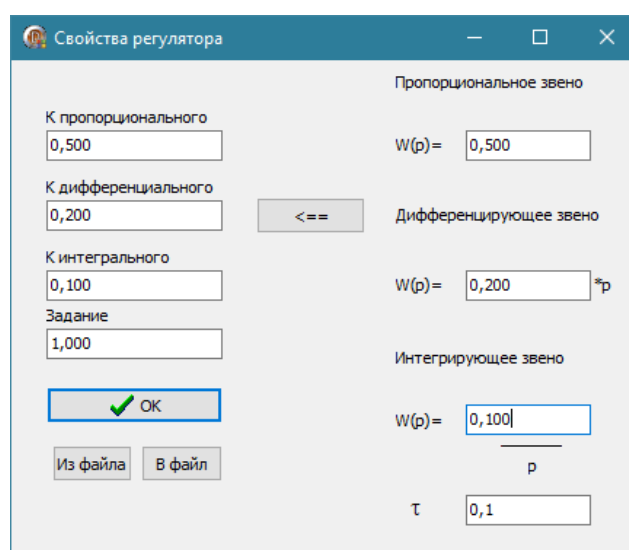 Свойства регулятора
Пропорциональное звено
К пропорционального
0,500
W(p)= 0,500
К дифференциального
0,200
<==
Дифференцирующее звено
К интегрального
0,100
W(p)= 0,200 *p
Задание
1,000
Интегрирующее звено
OK
W(p)= 0,100
p
Из файла В файл
τ 0,1